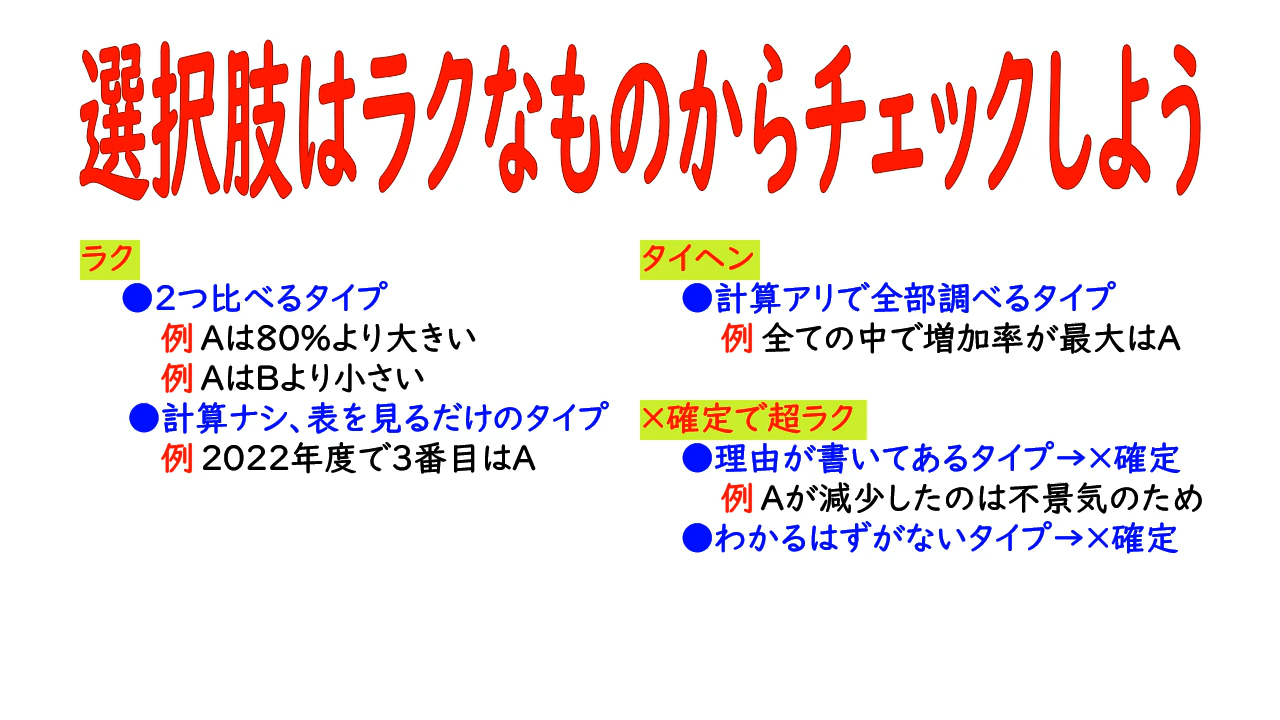 選択肢はラクなものからチェックしよう
ラク
●2つ比べるタイプ
例 Aは80%より大きい
例 AはBより小さい
●計算ナシ、表を見るだけのタイプ
例 2022年度で3番目はA
タイヘン
●計算アリで全部調べるタイプ
例 全ての中で増加率が最大はA
×確定で超ラク
●理由が書いてあるタイプ→×確定
例 Aが減少したのは不景気のため
●わかるはずがないタイプ→×確定